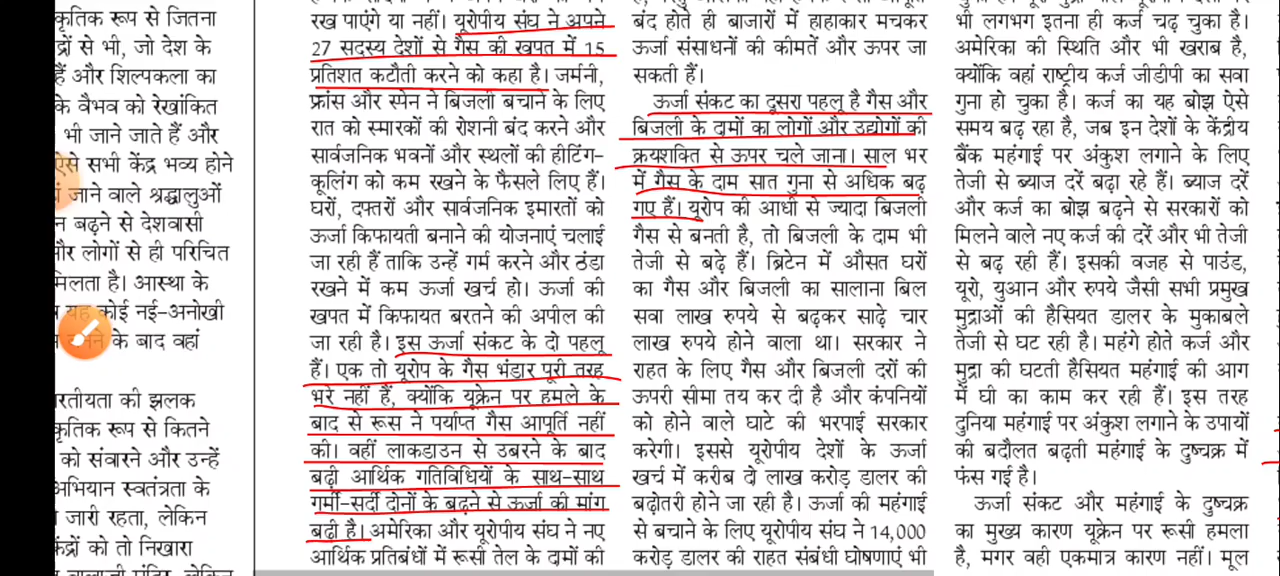 कृतिक रूप से जितना
द्रों से भी, जो देश के
हैं और शिल्पकला का
के वैभव को रेखांकित
भी जाने जाते हैं और
ऐसे सभी केंद्र भव्य होने
जाने वाले श्रद्धालुओं
न बढ़ने से देशवासी
और लोगों से ही परिचित
मिलता है। आस्था के
यह कोई नई-अनोखी
के बाद वहां
रतीयता की झलक
कृतिक रूप से कितने
को संवारने और उन्हें
अभियान स्वतंत्रता के
जारी रहता, लेकिन
केंद्रों को तो निखारा
रख पाएंगे या नहीं। यूरोपीय संघ ने अपने
27 सदस्य देशों से गैस की खपत में 15
प्रतिशत कटौती करने को कहा है। जर्मनी,
फ्रांस और स्पेन ने बिजली बचाने के लिए
रात को स्मारकों की रोशनी बंद करने और
सार्वजनिक भवनों और स्थलों की हीटिंग-
कूलिंग को कम रखने के फैसले लिए हैं।
घरों, दफ्तरों और सार्वजनिक इमारतों को
ऊर्जा किफायती बनाने की योजनाएं चलाई
जा रही हैं ताकि उन्हें गर्म करने और ठंडा
रखने में कम ऊर्जा खर्च हो। ऊर्जा की
खपत में किफायत बरतने की अपील की
जा रही है। इस ऊर्जा संकट के दो पहलू
हैं। एक तो यूरोप के गैस भंडार पूरी तरह
भरे नहीं हैं, क्योंकि यूक्रेन पर हमले के
बाद से रूस ने पर्याप्त गैस आपूर्ति नहीं
की। वहीं लाकडाउन से उबरने के बाद
बढ़ी आर्थिक गतिविधियों के साथ-साथ
गर्मी-सर्दी दोनों के बढ़ने से ऊर्जा की मांग
बढ़ी है। अमेरिका और यूरोपीय संघ ने नए
आर्थिक प्रतिबंधों में रूसी तेल के दामों की
बंद होते ही बाजारों में हाहाकार मचकर
ऊर्जा संसाधनों की कीमतें और ऊपर जा
सकती हैं।
ऊर्जा संकट का दूसरा पहलू है गैस और
बिजली के दामों का लोगों और उद्योगों की
क्रयशक्ति से ऊपर चले जाना। साल भर
में गैस के दाम सात गुना से अधिक बढ़
गए हैं। यूरोप की आधी से ज्यादा बिजली
गैस से बनती है, तो बिजली के दाम भी
तेजी से बढ़े हैं। ब्रिटेन में औसत घरों
का गैस और बिजली का सालाना बिल
सवा लाख रुपये से बढ़कर साढ़े चार
लाख रुपये होने वाला था। सरकार ने
राहत के लिए गैस और बिजली दरों की
ऊपरी सीमा तय कर दी है और कंपनियों
को होने वाले घाटे की भरपाई सरकार
करेगी। इससे यूरोपीय देशों के ऊर्जा
खर्च में करीब दो लाख करोड़ डालर की
बढ़ोतरी होने जा रही है। ऊर्जा की महंगाई
से बचाने के लिए यूरोपीय संघ ने 14,000
करोड़ डालर की राहत संबंधी घोषणाएं भी
भी लगभग इतना ही कर्ज चढ़ चुका है।
अमेरिका की स्थिति और भी खराब है,
क्योंकि वहां राष्ट्रीय कर्ज जीडीपी का सवा
गुना हो चुका है। कर्ज का यह बोझ ऐसे
समय बढ़ रहा है, जब इन देशों के केंद्रीय
बैंक महंगाई पर अंकुश लगाने के लिए
तेजी से ब्याज दरें बढ़ा रहे हैं। ब्याज दरें
और कर्ज का बोझ बढ़ने से सरकारों को
मिलने वाले नए कर्ज की दरें और भी तेजी
से बढ़ रही हैं। इसकी वजह से पाउंड,
यूरो, युआन और रुपये जैसी सभी प्रमुख
मुद्राओं की हैसियत डालर के मुकाबले
तेजी से घट रही है। महंगे होते कर्ज और
मुद्रा की घटती हैसियत महंगाई की आग
में घी का काम कर रही हैं। इस तरह
दुनिया महंगाई पर अंकुश लगाने के उपायों
की बदौलत बढ़ती महंगाई के दुष्चक्र में
फंस गई है।
ऊर्जा संकट और महंगाई के दुष्चक्र
का मुख्य कारण यूक्रेन पर रूसी हमला
है, मगर वही एकमात्र कारण नहीं। मूल